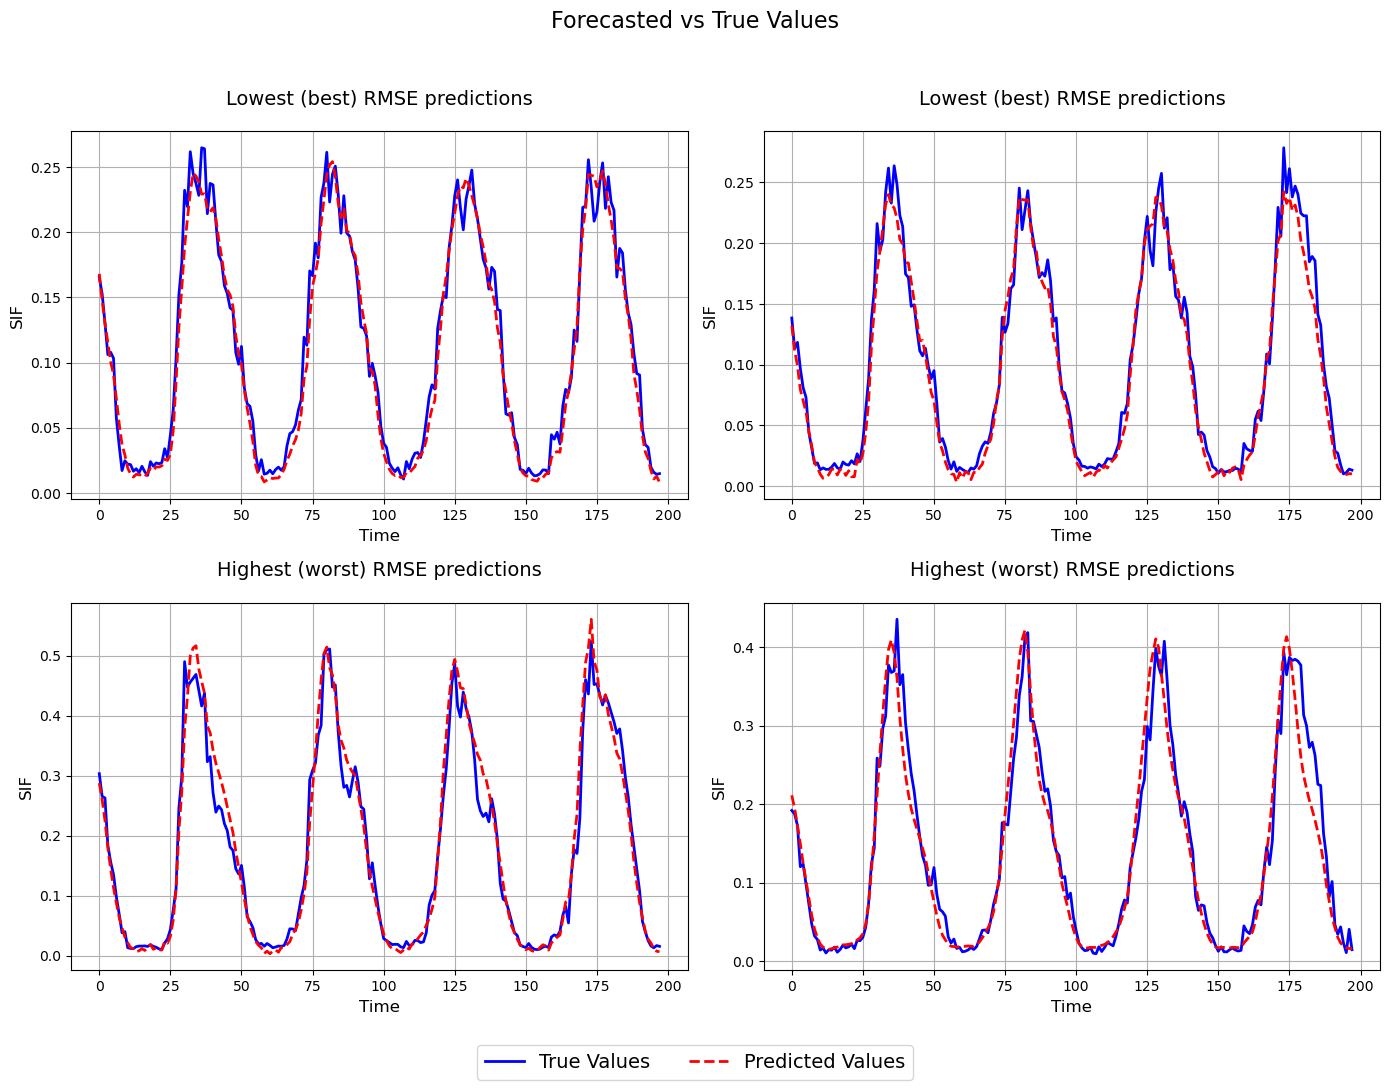 Forecasted vs True Values
Lowest (best) RMSE predictions
SIF
0.25
0.20
0.15
0.10
0.05
0.00
0 25 50 75 100 125 150 175 200
Time
Lowest (best) RMSE predictions
SIF
0.25
0.20
0.15
0.10
0.05
0.00
0 25 50 75 100 125 150 175 200
Time
Highest (worst) RMSE predictions
SIF
0.5
0.4
0.3
0.2
0.1
0.0
0 25 50 75 100 125 150 175 200
Time
Highest (worst) RMSE predictions
SIF
0.4
0.3
0.2
0.1
0.0
0 25 50 75 100 125 150 175 200
Time
True Values Predicted Values